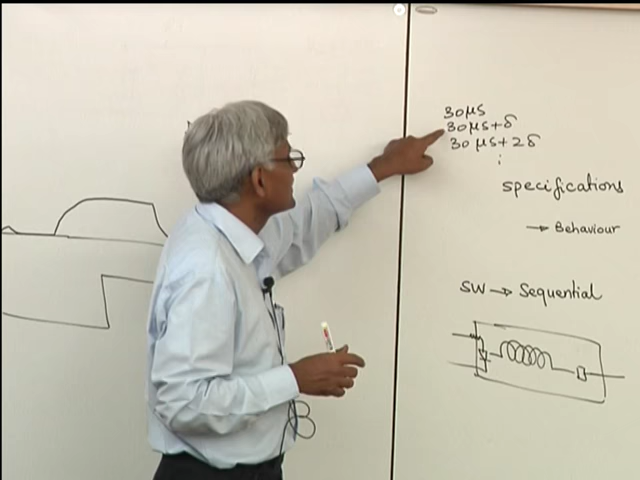 30μs
30μs+δ
30 μs+2δ
⋮
Specifications
→ Behaviour
SW → Sequential